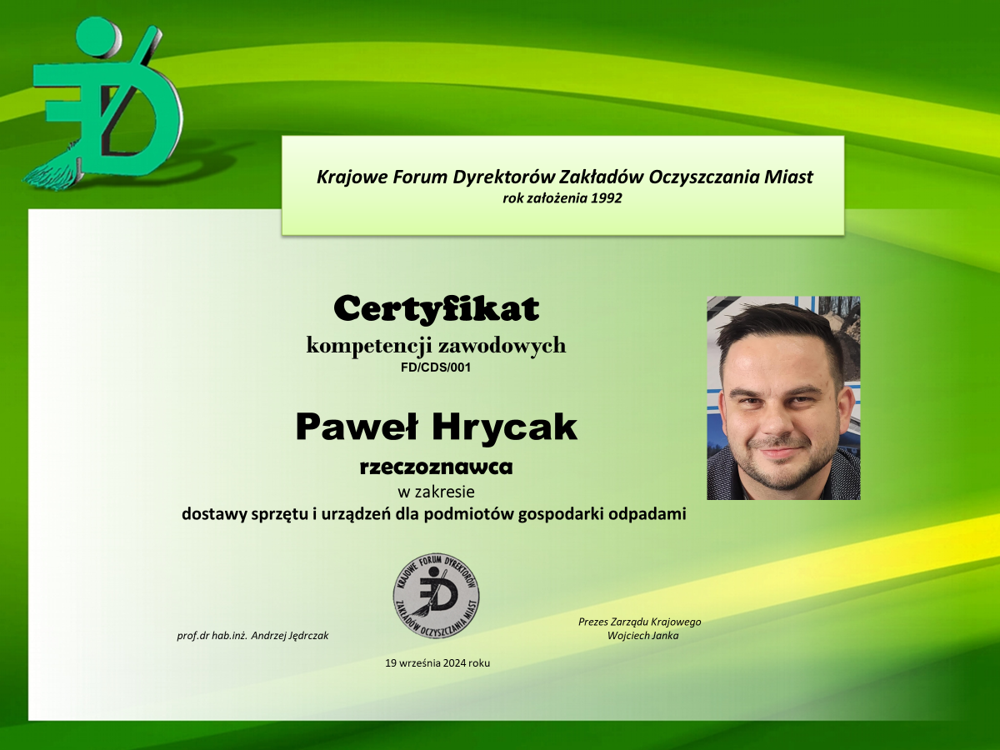 Krajowe Forum Dyrektorów Zakładów Oczyszczania Miast
rok założenia 1992
Certyfikat
kompetencji zawodowych
FD/CDS/001
Paweł Hrycak
rzeczoznawca
w zakresie
dostawy sprzętu i urządzeń dla podmiotów gospodarki odpadami
KRAJOWE FORUM DYREKTORÓW
ZAKŁADÓW OCZYSZCZANIA MIAST
prof.dr hab.inż. Andrzej Jędrczak
Prezes Zarządu Krajowego
Wojciech Janka
19 września 2024 roku